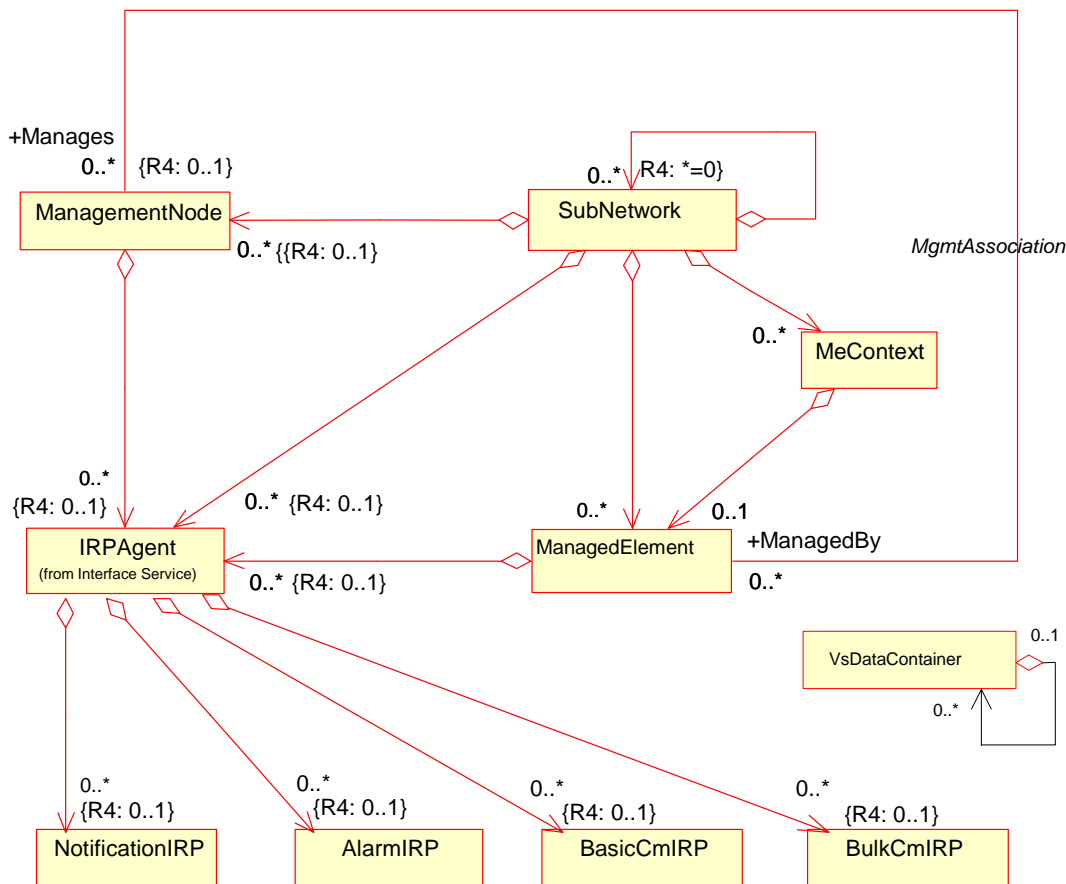 +Manages
0..* {R4: 0..1}
0..* R4: *=0}
ManagementNode
SubNetwork
0..* {{R4: 0..1}
MgmtAssociation
0..*
MeContext
0..*
{R4: 0..1}
0..* {R4: 0..1}
0..*
0..1
IRPAgent
(from Interface Service)
ManagedElement
+ManagedBy
0..* {R4: 0..1}
0..*
0..1
VsDataContainer
0..*
0..*
{R4: 0..1}
0..*
{R4: 0..1}
0..*
{R4: 0..1}
0..*
{R4: 0..1}
NotificationIRP
AlarmIRP
BasicCmIRP
BulkCmIRP